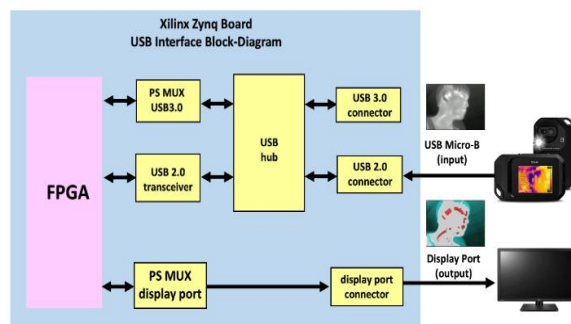 Xilinx Zynq Board
USB Interface Block-Diagram
FPGA
PS MUX
USB3.0
USB
hub
USB 3.0
connector
USB 2.0
transceiver
USB 2.0
connector
USB Micro-B
(input)
PS MUX
display port
display port
connector
Display Port
(output)